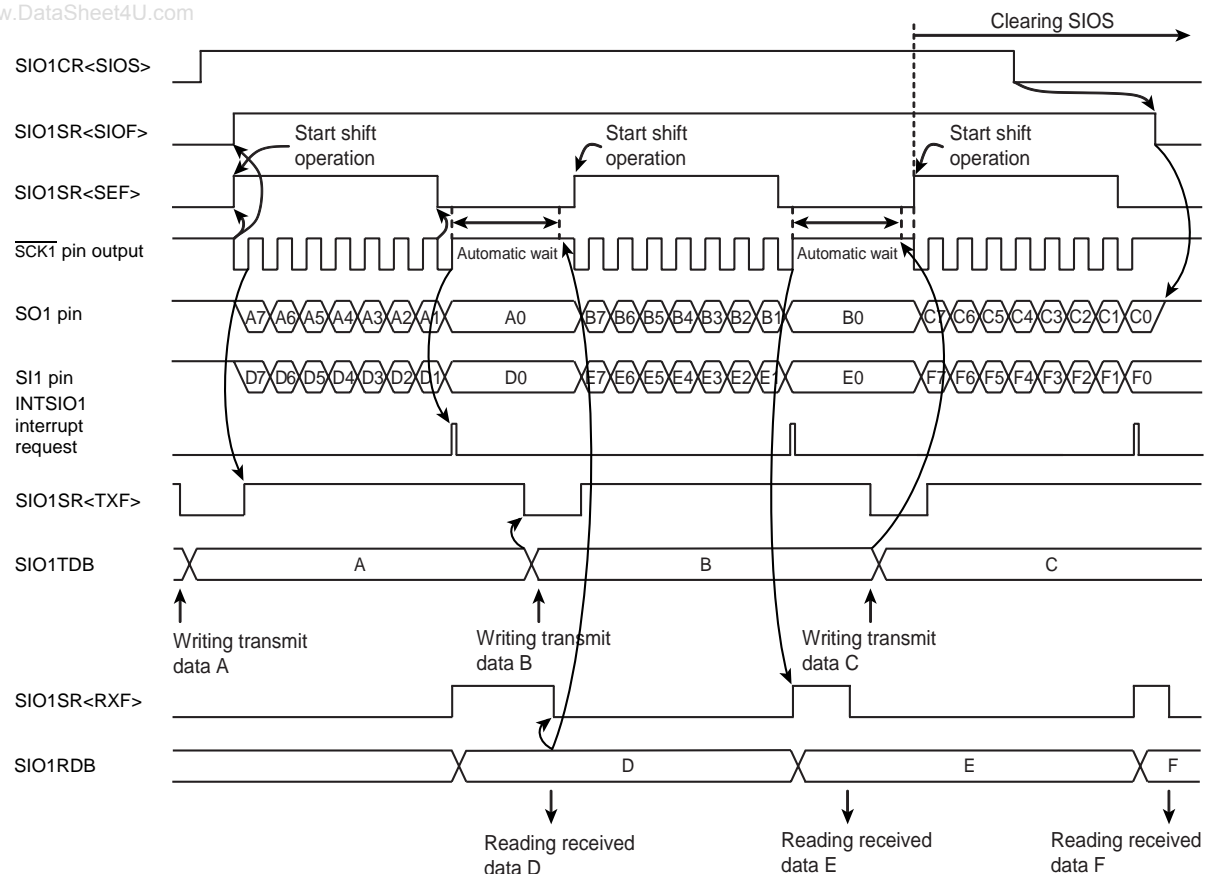 w.DataSheet4U.com
Clearing SIOS
SIO1CR<SIOS>
SIO1SR<SIOF>
Start shift
operation
Start shift
operation
Start shift
operation
SIO1SR<SEF>
SCK1 pin output
Automatic wait
Automatic wait
SO1 pin
A7 A6 A5 A4 A3 A2 A1 A0 B7 B6 B5 B4 B3 B2 B1 B0 C7 C6 C5 C4 C3 C2 C1 C0
SI1 pin
D7 D6 D5 D4 D3 D2 D1 D0 E7 E6 E5 E4 E3 E2 E1 E0 F7 F6 F5 F4 F3 F2 F1 F0
INTSIO1
interrupt
request
SIO1SR<TXF>
SIO1TDB
A B C
Writing transmit
data A
Writing transmit
data B
Writing transmit
data C
SIO1SR<RXF>
SIO1RDB
D E F
Reading received
data D
Reading received
data E
Reading received
data F